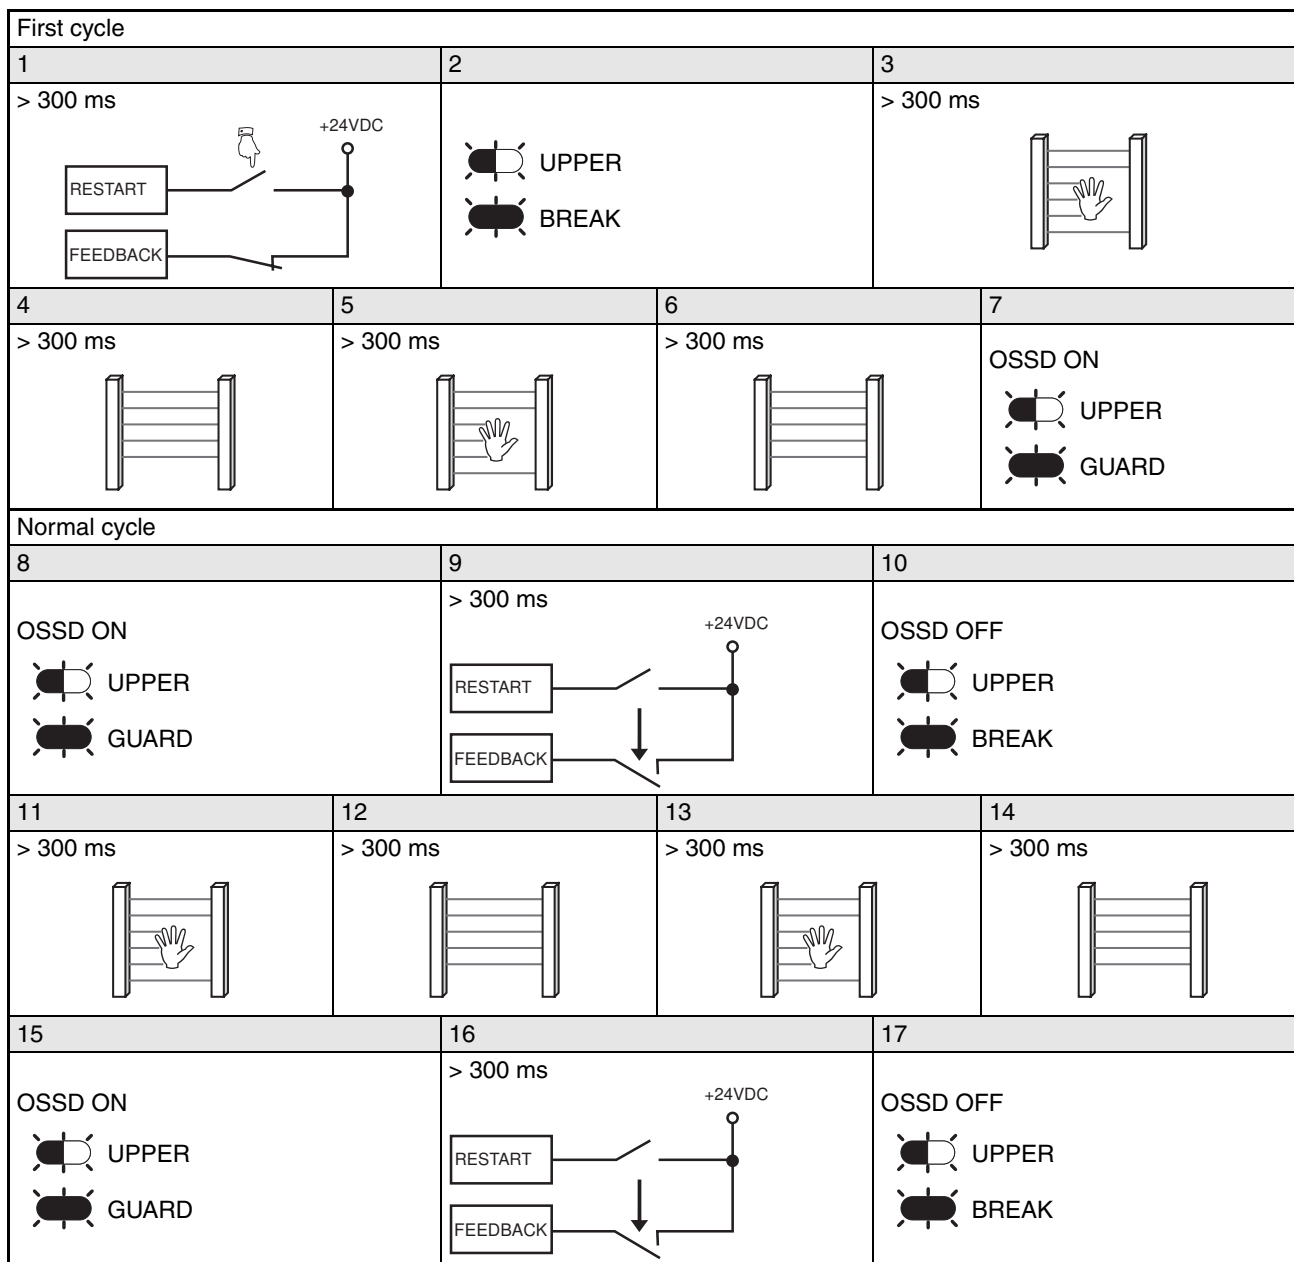 First cycle
1
2
3
> 300 ms
+24VDC
RESTART
FEEDBACK
UPPER
BREAK
> 300 ms
4
5
6
7
> 300 ms
> 300 ms
> 300 ms
OSSD ON
UPPER
GUARD
Normal cycle
8
9
10
OSSD ON
UPPER
GUARD
> 300 ms
+24VDC
RESTART
FEEDBACK
OSSD OFF
UPPER
BREAK
11
12
13
14
> 300 ms
> 300 ms
> 300 ms
> 300 ms
15
16
17
OSSD ON
UPPER
GUARD
> 300 ms
+24VDC
RESTART
FEEDBACK
OSSD OFF
UPPER
BREAK